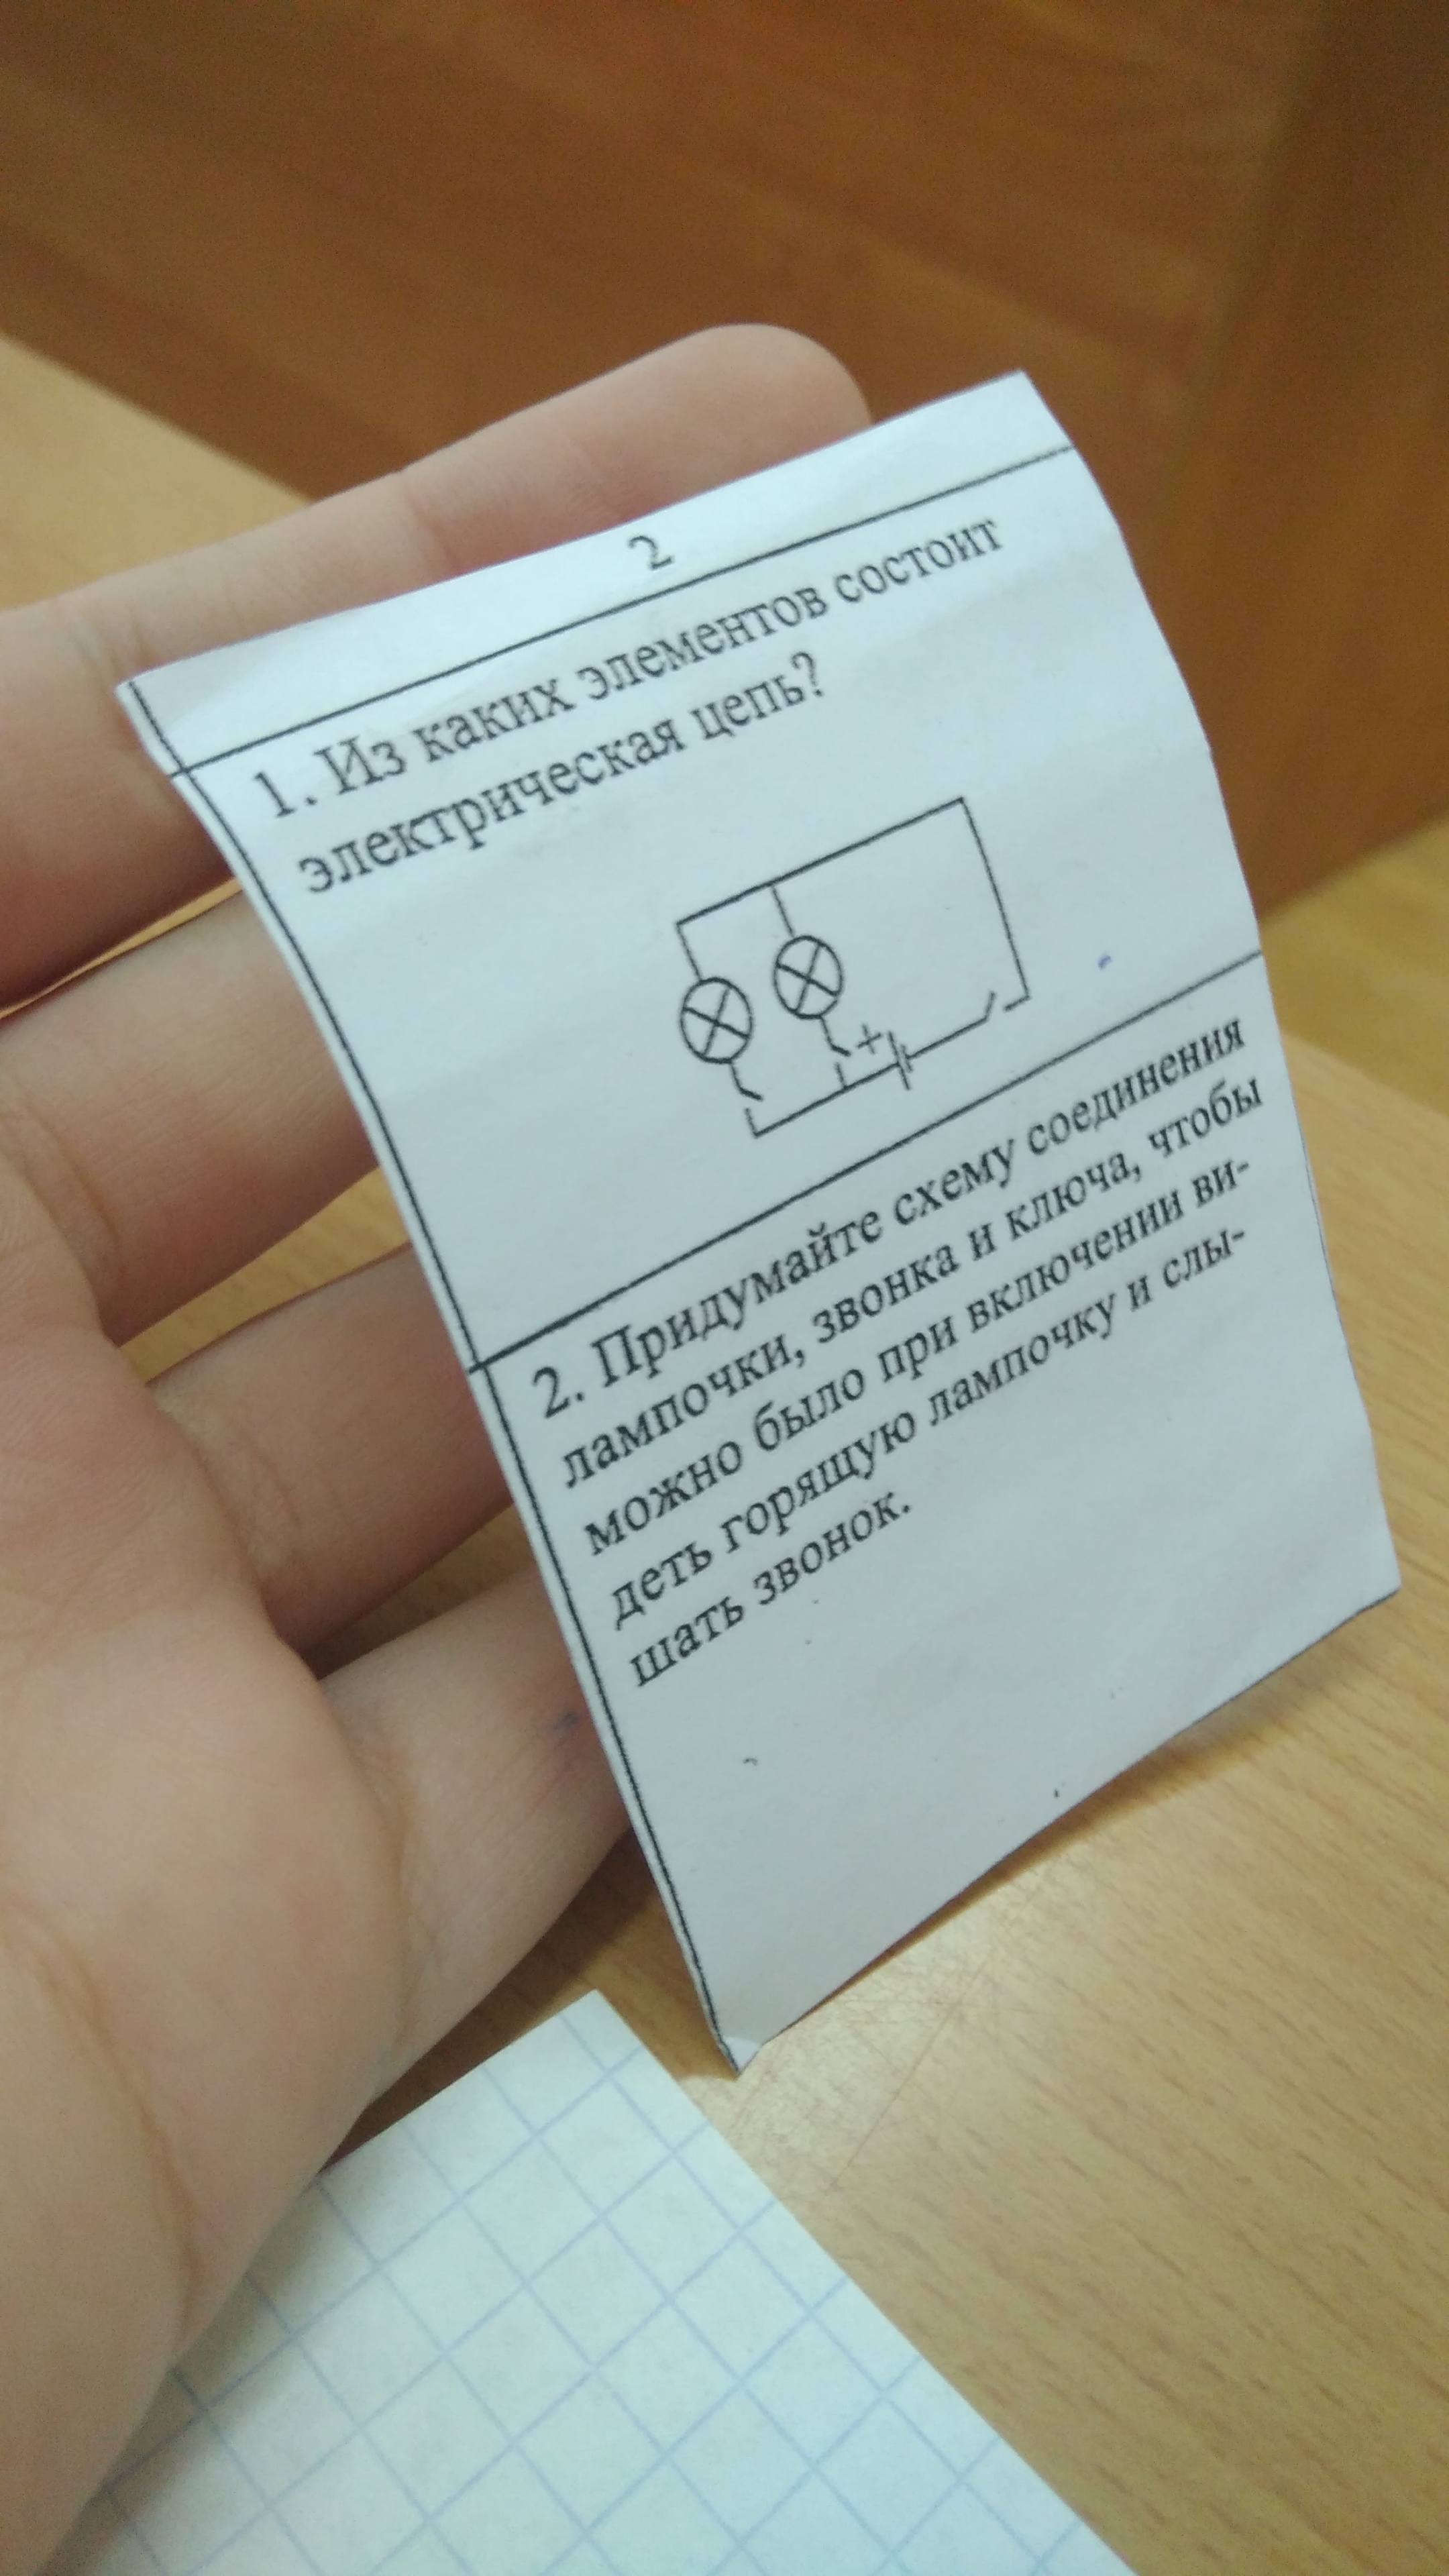 2
1. Из каких элементов состоит
электрическая цепь?
+
2. Придумайте схему соединения
лампочки, звонка и ключа, чтобы
можно было при включении ви-
деть горящую лампочку и слы-
шать звонок.